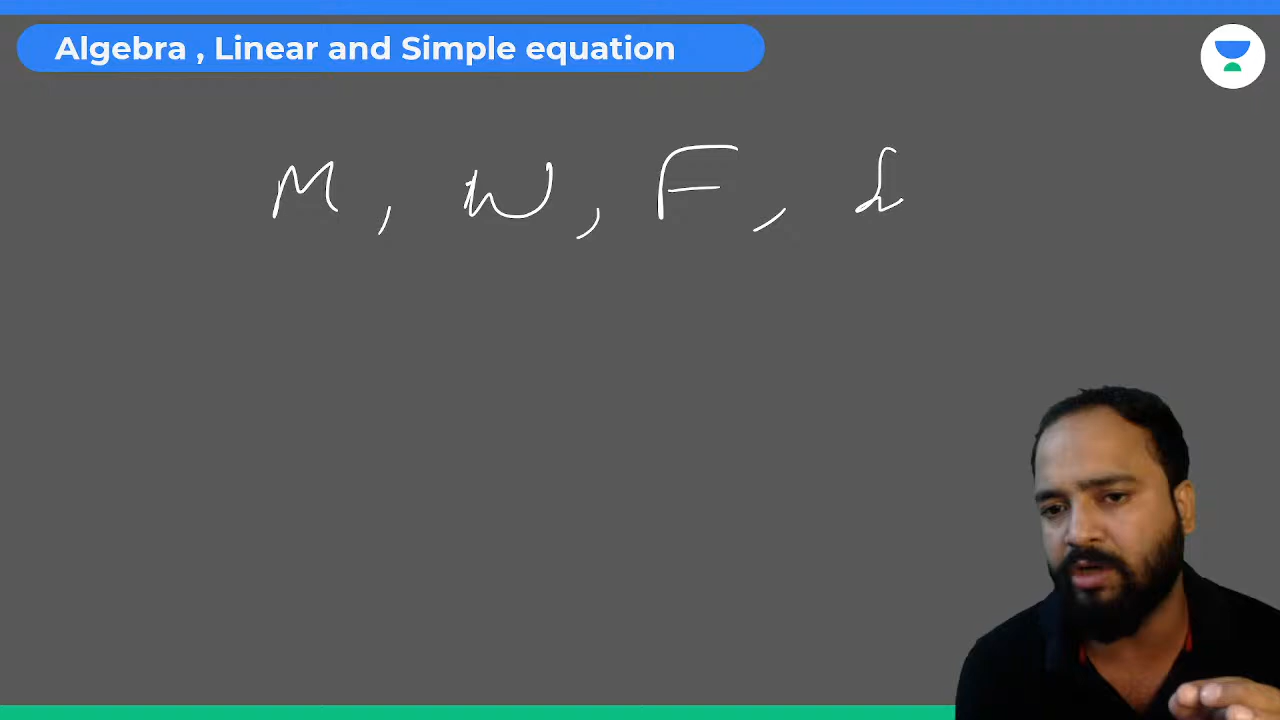 Algebra , Linear and Simple equation
M , W , F , S